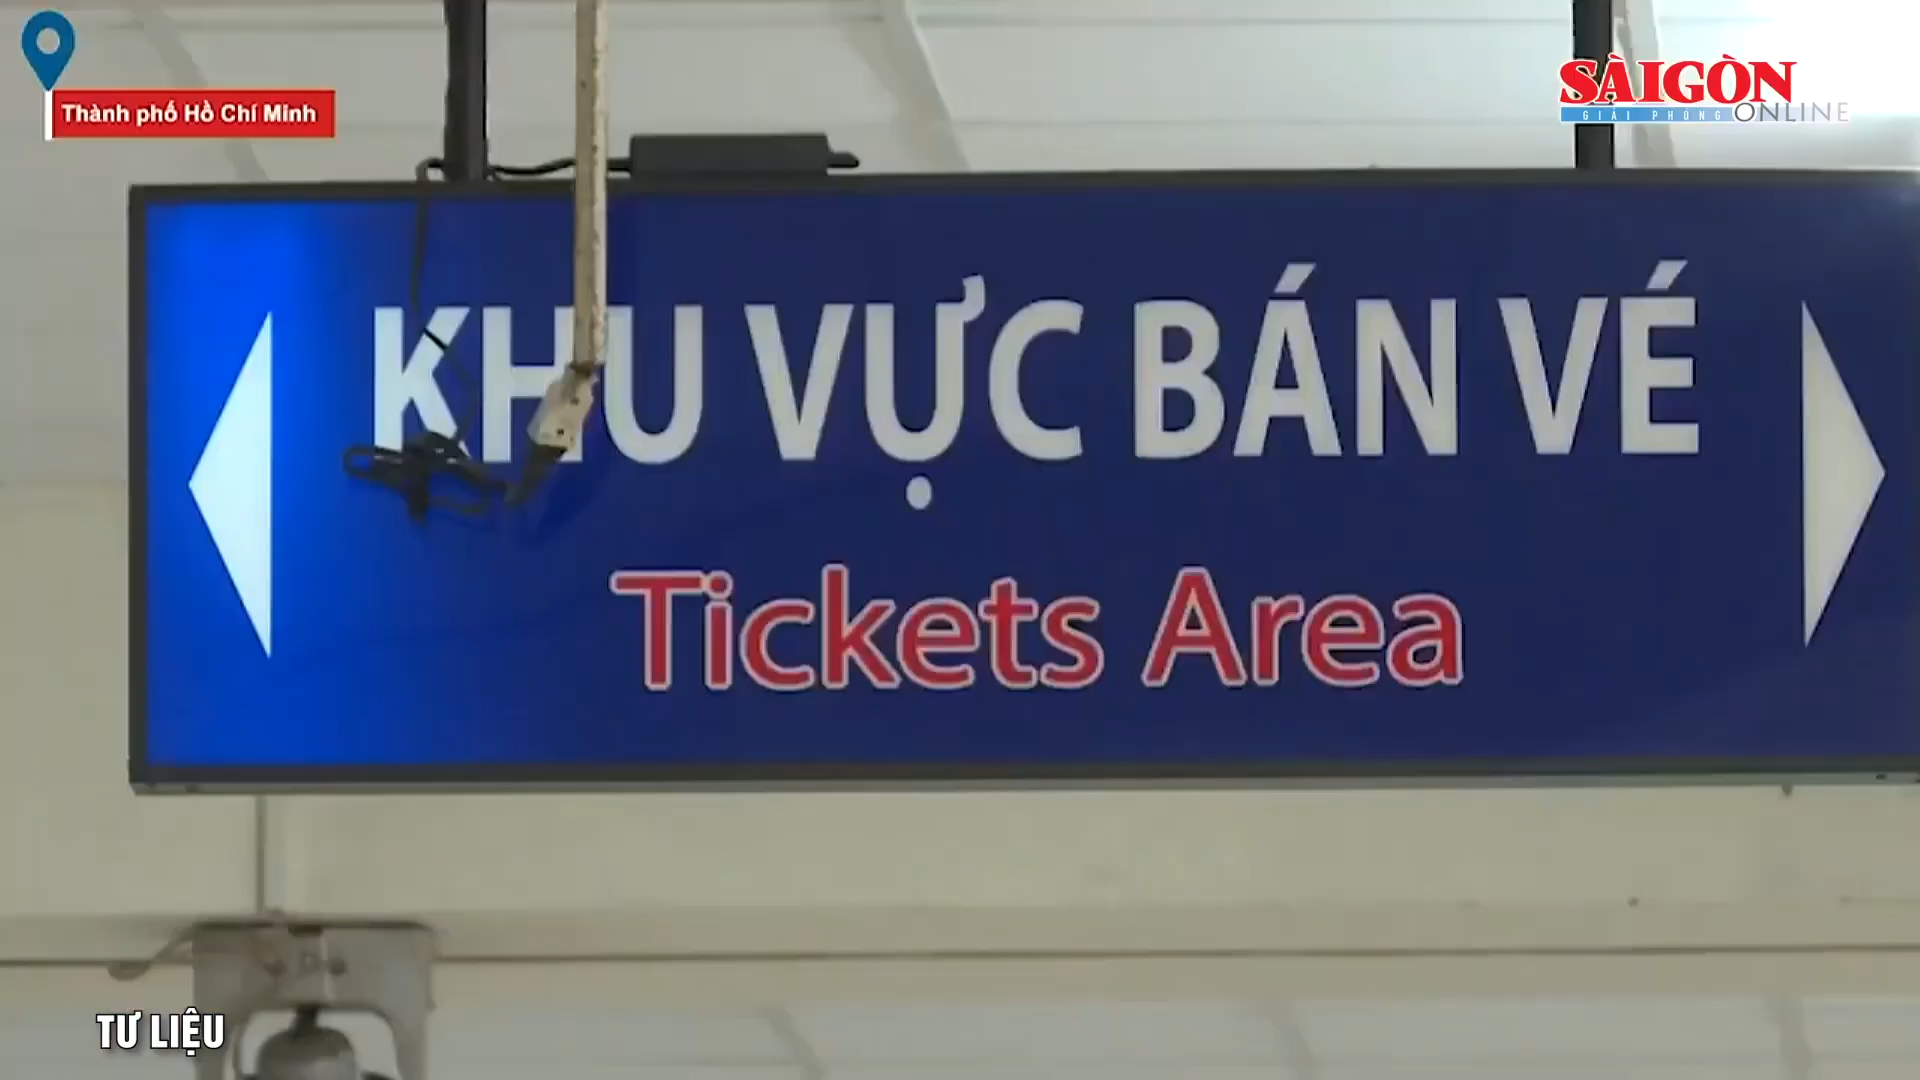 Thành phố Hồ Chí Minh
SÀIGÒN
GIẢI PHÓNG ONLINE
KHU VỰC BÁN VÉ
Tickets Area
TƯ LIỆU